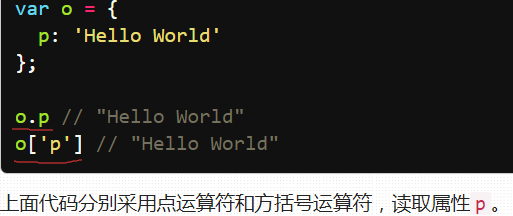 var o = {
  p: 'Hello World'
};
o.p // "Hello World"
o['p'] // "Hello World"
上面代码分别采用点运算符和方括号运算符，读取属性p。